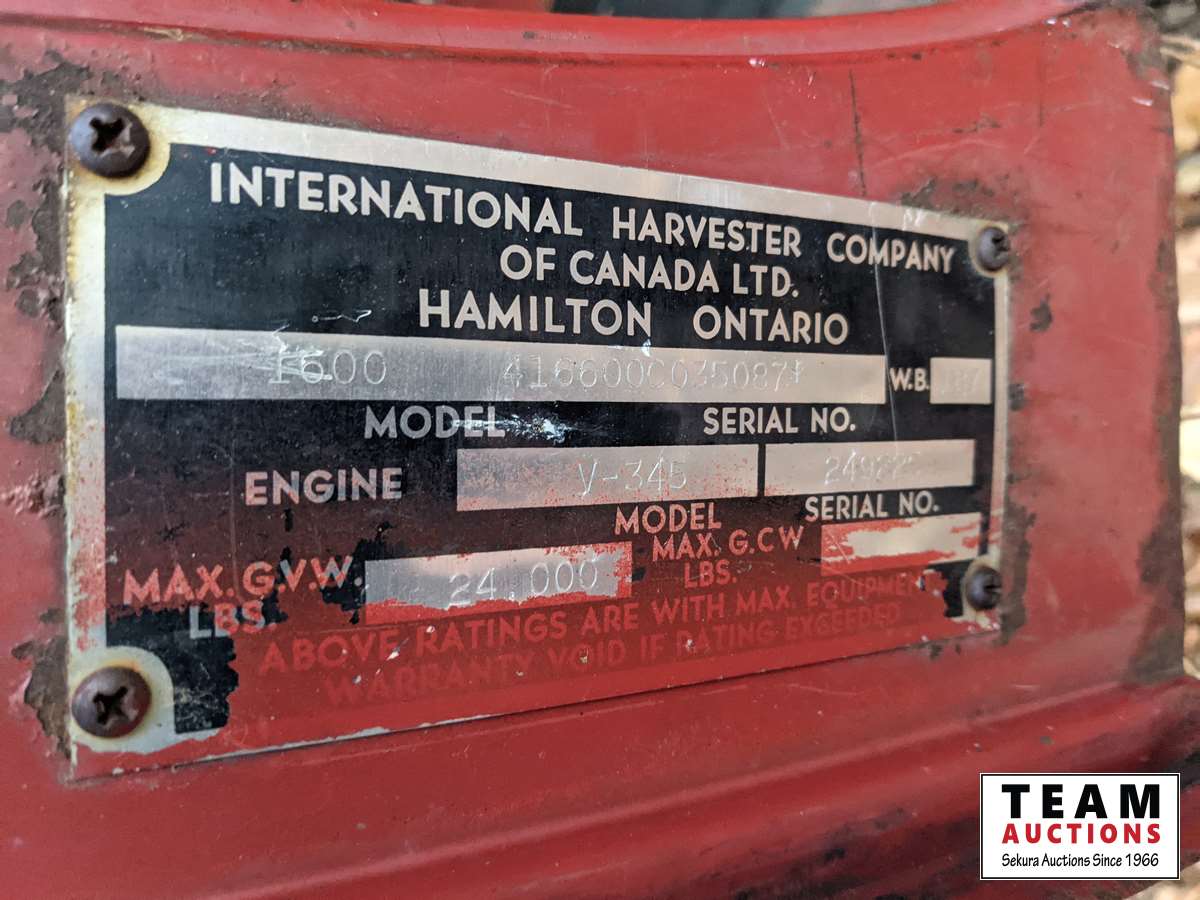 INTERNATIONAL HARVESTER COMPANY
OF CANADA LTD.
HAMILTON ONTARIO
1600 416600C035087* W.B. 187
MODEL SERIAL NO.
ENGINE V-345
MODEL SERIAL NO.
MAX. G.V.W. LBS. 24,000 MAX. G.C.W LBS.
ABOVE RATINGS ARE WITH MAX. EQUIPMENT
WARRANTY VOID IF RATING EXCEEDED
TEAM
AUCTIONS
Sekura Auctions Since 1966